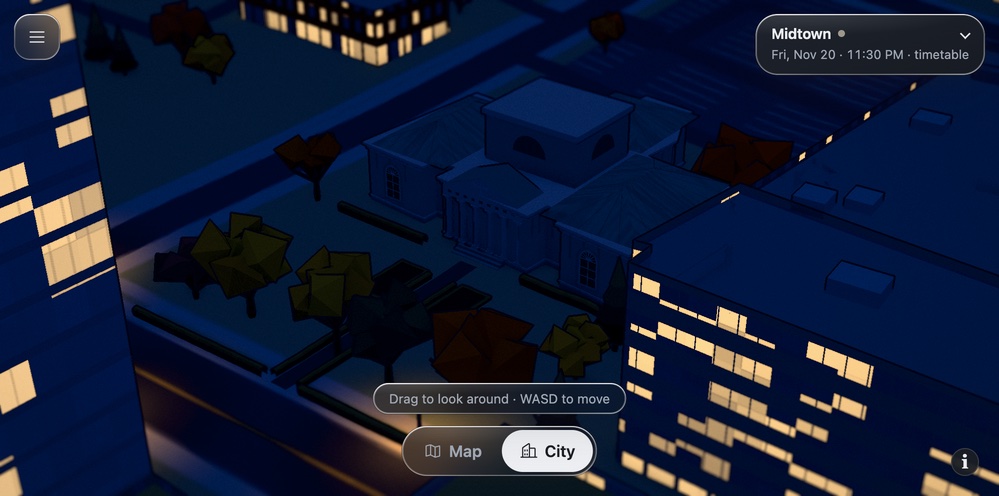 Midtown
Fri, Nov 20 · 11:30 PM · timetable
Drag to look around · WASD to move
Map
City